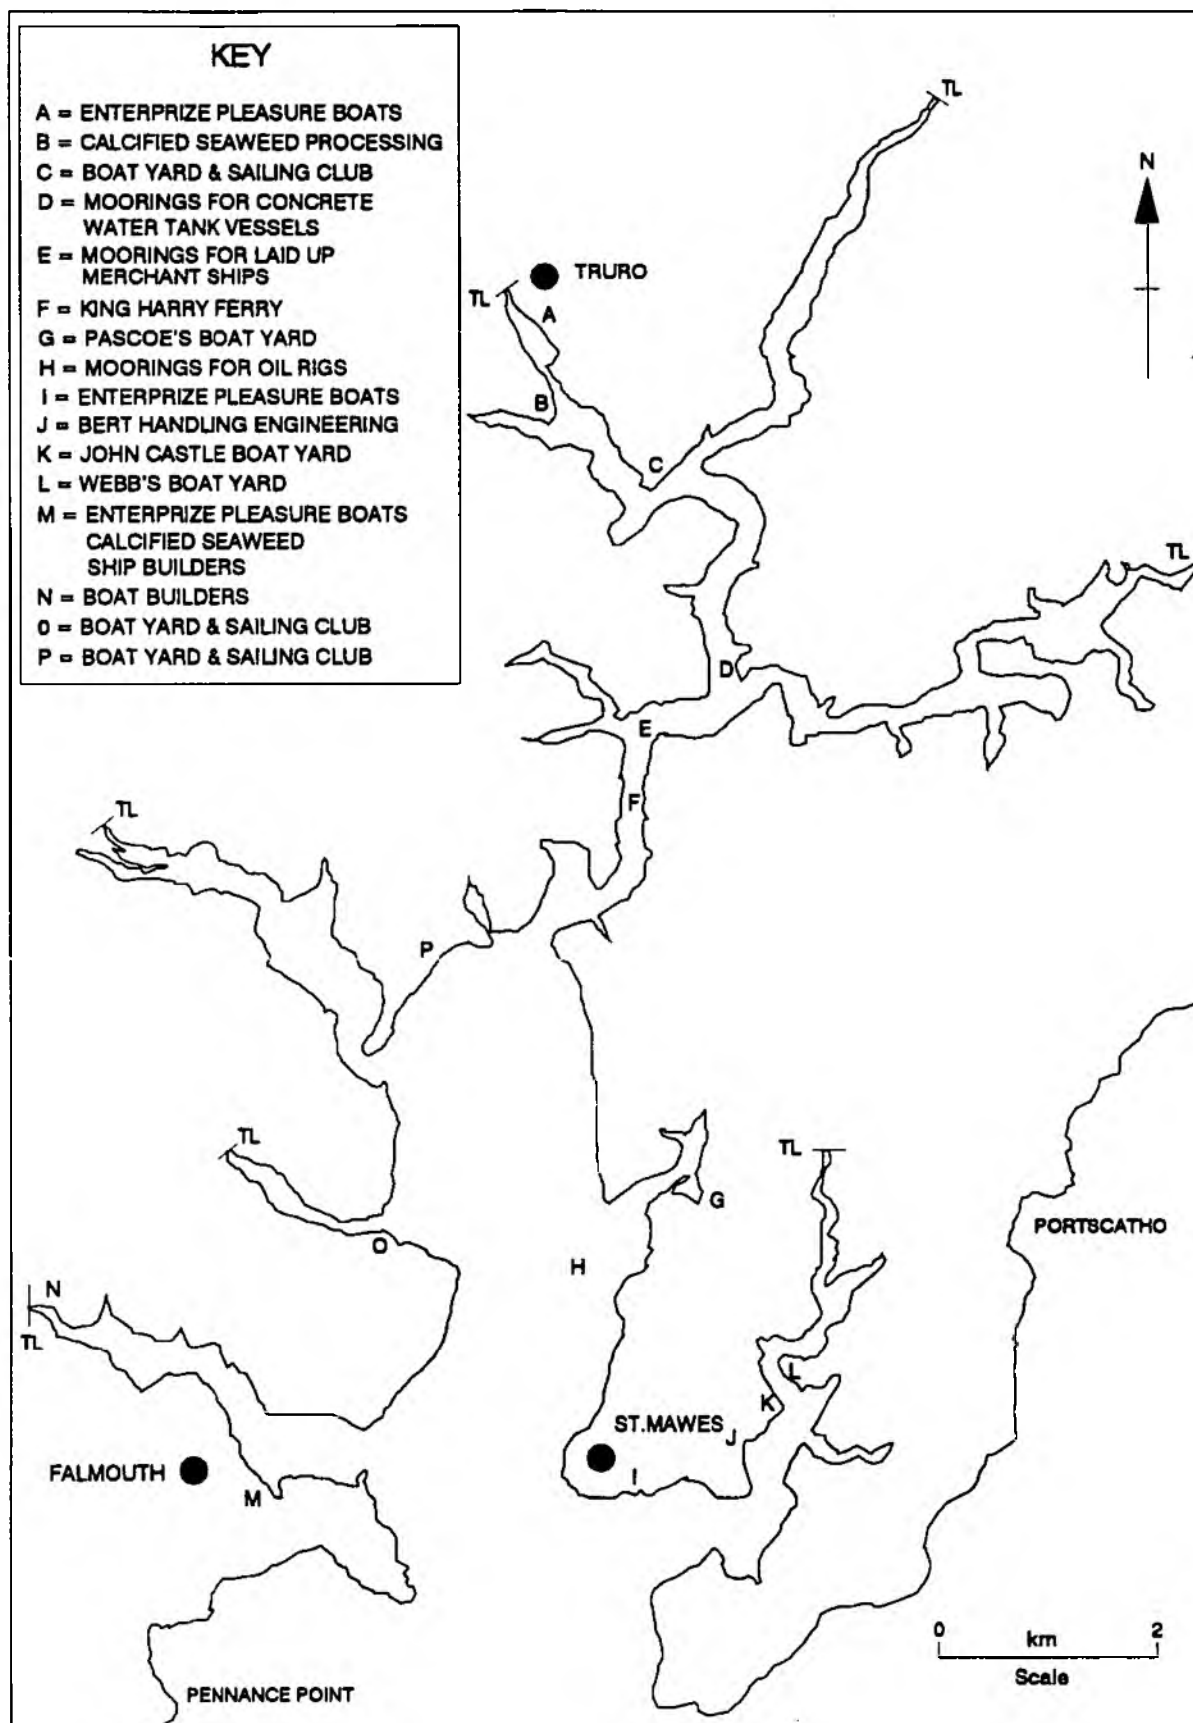 KEY
A = ENTERPRIZE PLEASURE BOATS
B = CALCIFIED SEAWEED PROCESSING
C = BOAT YARD & SAILING CLUB
D = MOORINGS FOR CONCRETE
WATER TANK VESSELS
E = MOORINGS FOR LAID UP
MERCHANT SHIPS
F = KING HARRY FERRY
G = PASCOE'S BOAT YARD
H = MOORINGS FOR OIL RIGS
I = ENTERPRIZE PLEASURE BOATS
J = BERT HANDLING ENGINEERING
K = JOHN CASTLE BOAT YARD
L = WEBB'S BOAT YARD
M = ENTERPRIZE PLEASURE BOATS
CALCIFIED SEAWEED
SHIP BUILDERS
N = BOAT BUILDERS
0 = BOAT YARD & SAILING CLUB
P = BOAT YARD & SAILING CLUB
TL
N
TRURO
TL
A
B
C
TL
D
E
F
TL
P
TL
TL
G
PORTSCATHO
O
H
N
TL
L
K
ST.MAWES
J
FALMOUTH
I
M
0
2
km
Scale
PENNANCE POINT